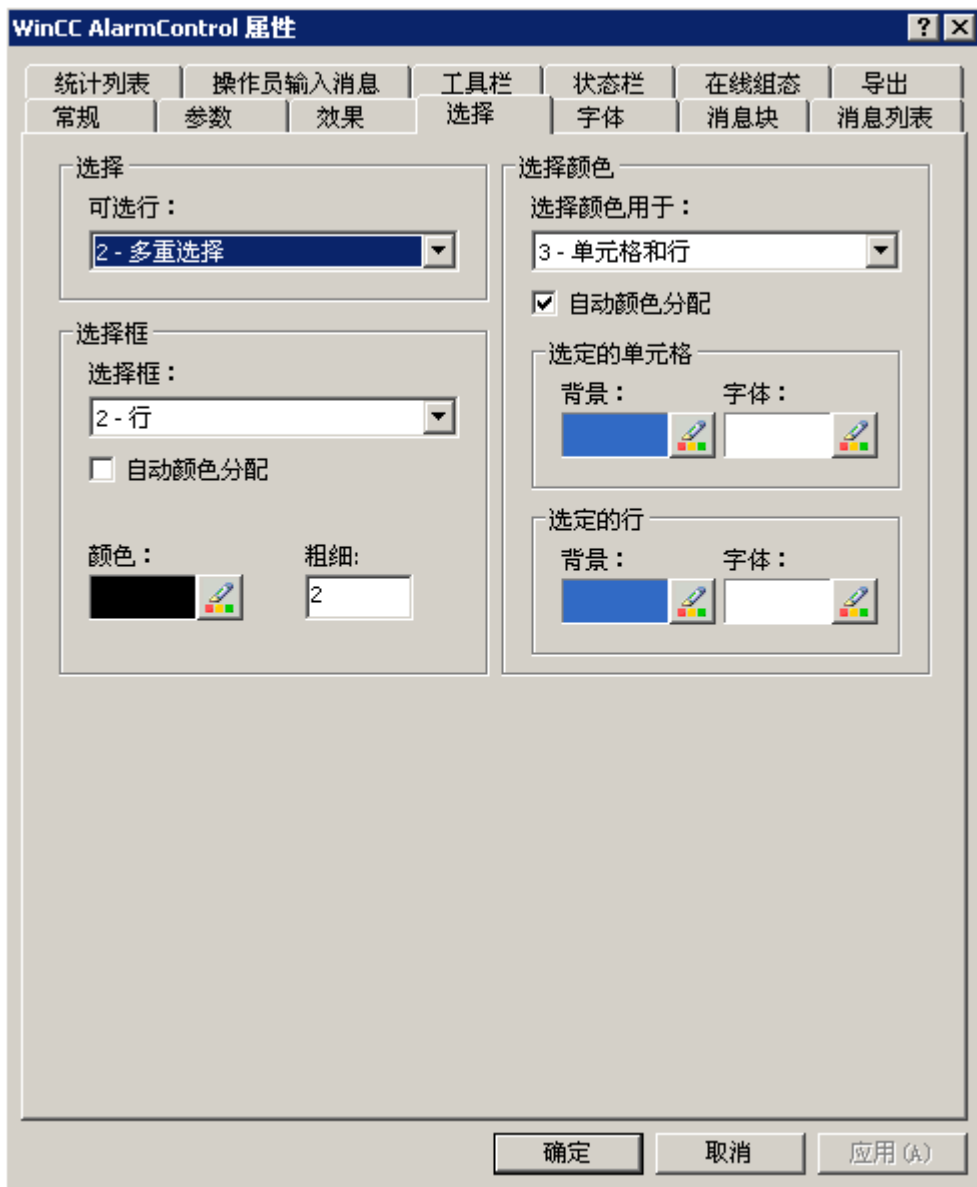 WinCC AlarmControl 属性
统计列表 操作员输入消息 工具栏 状态栏 在线组态 导出
常规 参数 效果 选择 字体 消息块 消息列表
选择
可选行：
2 - 多重选择
选择框
选择框：
2 - 行
自动颜色分配
颜色： 粗细:
2
选择颜色
选择颜色用于：
3 - 单元格和行
自动颜色分配
选定的单元格
背景： 字体：
选定的行
背景： 字体：
确定 取消 应用(A)